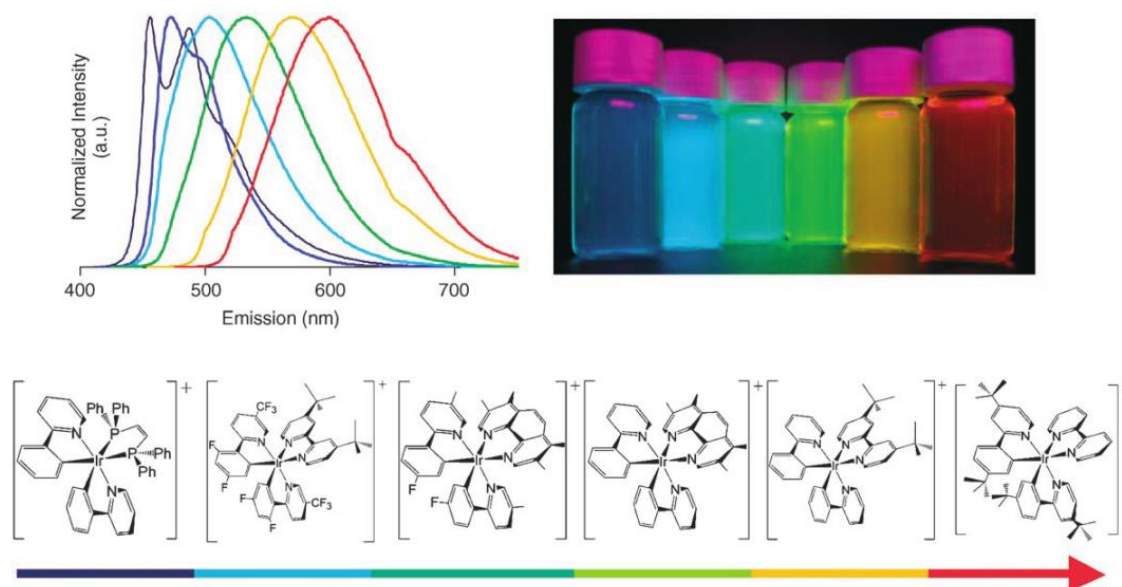 Normalized Intensity
(a.u.)
400 500 600 700
Emission (nm)
+ + + + +
Ph Ph N P Ir P Ph Ph N
CF₃ N N F Ir F N F F CF₃
N N Ir F N F
N N Ir N
N N Ir N
N N Ir N